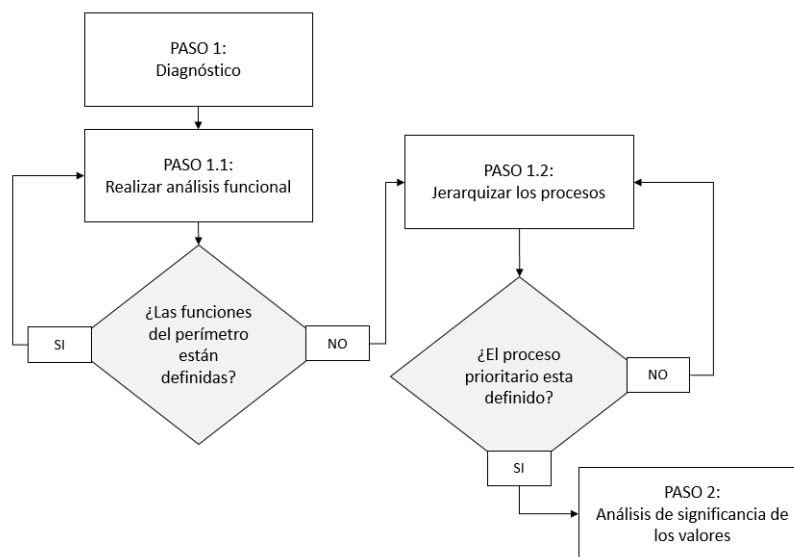 PASO 1:
Diagnóstico
PASO 1.1:
Realizar análisis funcional
¿Las funciones
del perímetro
están
definidas?
SI
NO
PASO 1.2:
Jerarquizar los procesos
¿El proceso
prioritario esta
definido?
NO
SI
PASO 2:
Análisis de significancia de
los valores